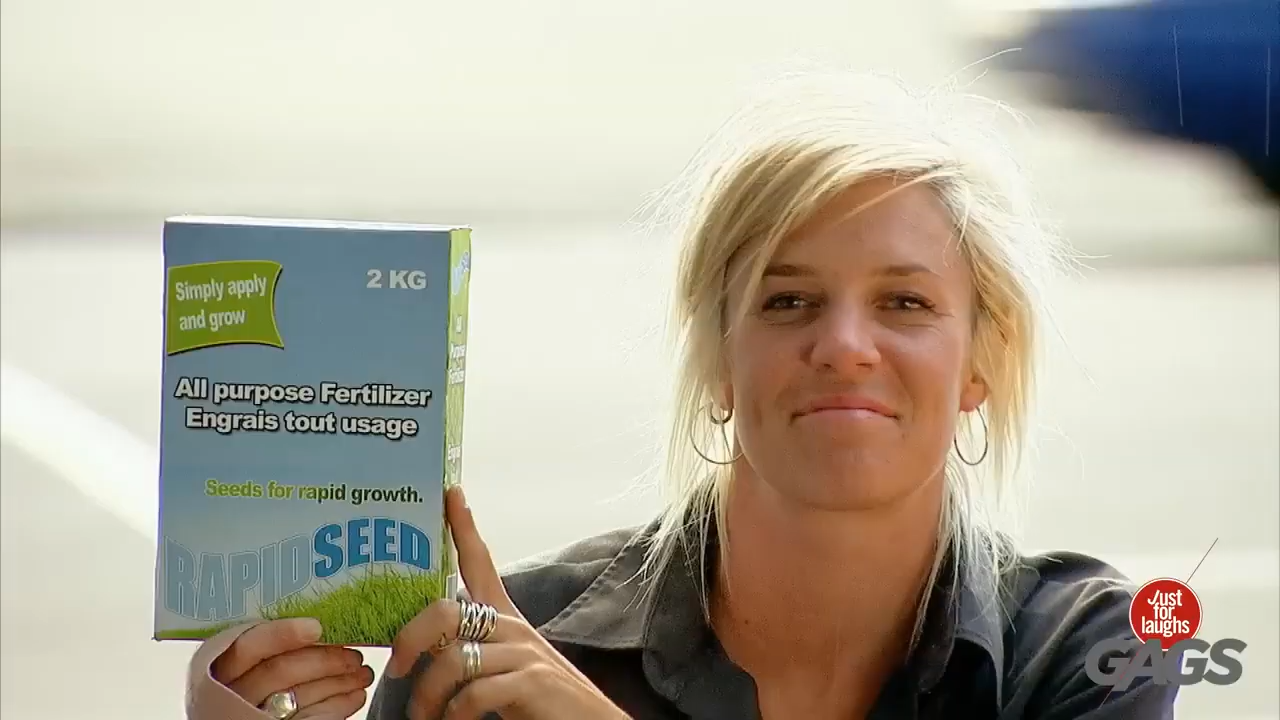 2 KG
Simply apply
and grow
All purpose Fertilizer
Engrais tout usage
Seeds for rapid growth.
RAPIDSEED
Just
for
laughs
GAGS